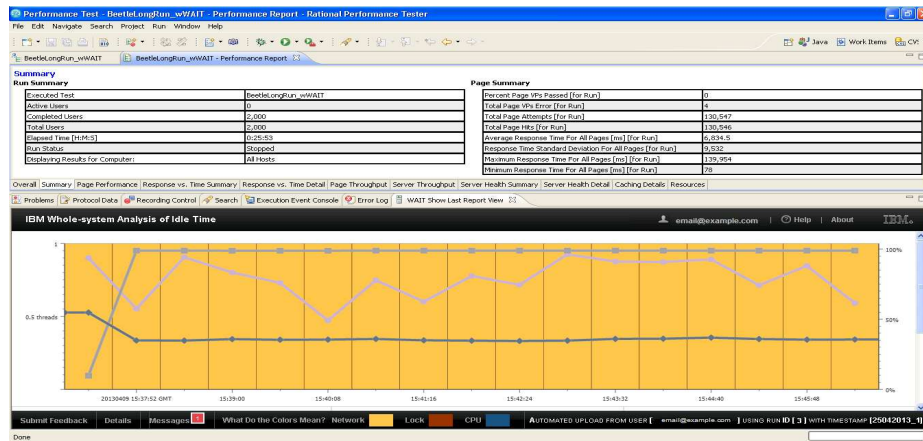 Performance Test - BeetleLongRun_wWAIT - Performance Report - Rational Performance Tester
File Edit Navigate Search Project Run Window Help
Java Work Items CVS
BeetleLongRun_wWAIT BeetleLongRun_wWAIT - Performance Report
Summary
Run Summary
Executed Test BeetleLongRun_wWAIT
Active Users 0
Completed Users 2,000
Total Users 2,000
Elapsed Time [H:M:S] 0:25:53
Run Status Stopped
Displaying Results for Computer: All Hosts
Page Summary
Percent Page VPs Passed [for Run] 0
Total Page VPs Error [for Run] 4
Total Page Attempts [for Run] 130,547
Total Page Hits [for Run] 130,546
Average Response Time For All Pages [ms] [for Run] 6,834.5
Response Time Standard Deviation For All Pages [ms] [for Run] 9,532
Maximum Response Time For All Pages [ms] [for Run] 139,954
Minimum Response Time For All Pages [ms] [for Run] 78
Overall Summary Page Performance Response vs. Time Summary Response vs. Time Detail Page Throughput Server Throughput Server Health Summary Server Health Detail Caching Details Resources
Problems Protocol Data Recording Control Search Execution Event Console Error Log WAIT Show Last Report View
IBM Whole-system Analysis of Idle Time email@example.com | Help | About IBM
1 100%
0.5 threads 50%
0%
20130409 15:37:52 GMT 15:39:00 15:40:08 15:41:16 15:42:24 15:43:32 15:44:40 15:45:48
Submit Feedback Details Messages What Do the Colors Mean? Network Lock CPU AUTOMATED UPLOAD FROM USER [ email@example.com ] USING RUN ID [ 3 ] WITH TIMESTAMP [25042013_1
Done